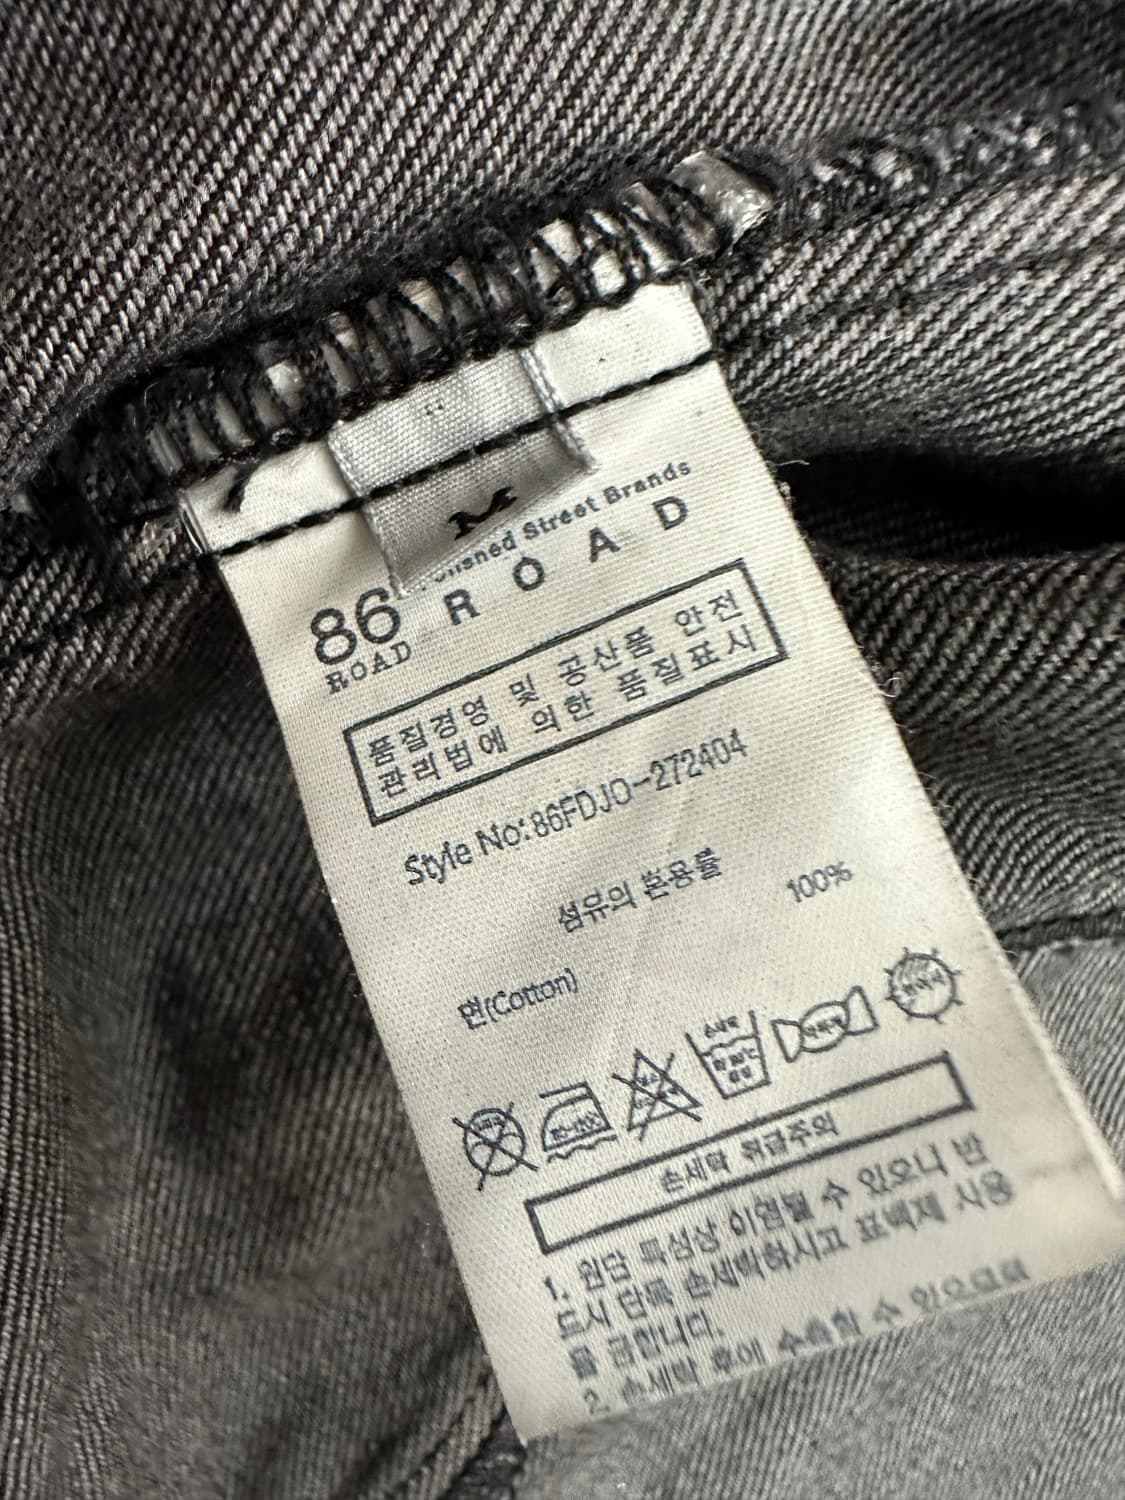 M
Street Brands
ROAD
86
ROAD
품질경영 및 공산품 안전
관리법에 의한 품질표시
Style No:86FDJO-272404
섬유의 혼용률
100%
면(Cotton)
손세탁 취급주의
1. 원단 특성상 이염될 수 있으니 반
드시 단독 손세탁하시고 표백제 사용
을 금합니다.
2. 손세탁 후에 수축할 수 있으므로